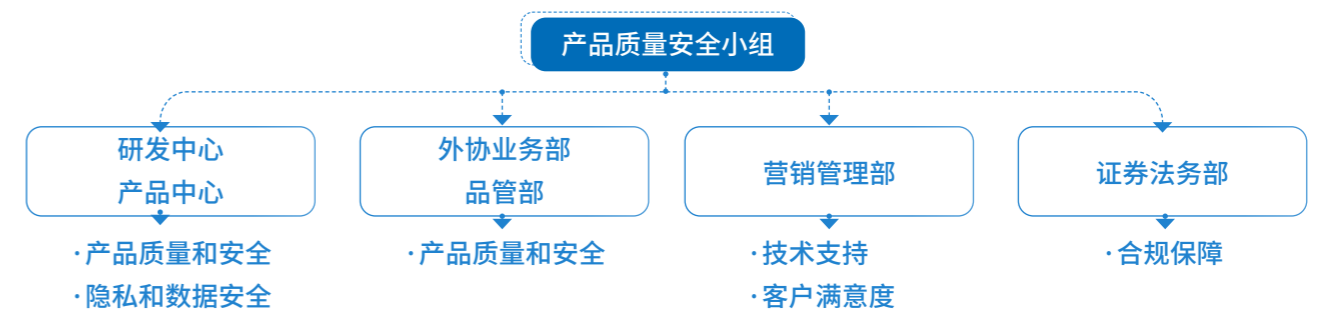 产品质量安全小组
研发中心
产品中心
·产品质量和安全
·隐私和数据安全
外协业务部
品管部
·产品质量和安全
营销管理部
·技术支持
·客户满意度
证券法务部
·合规保障